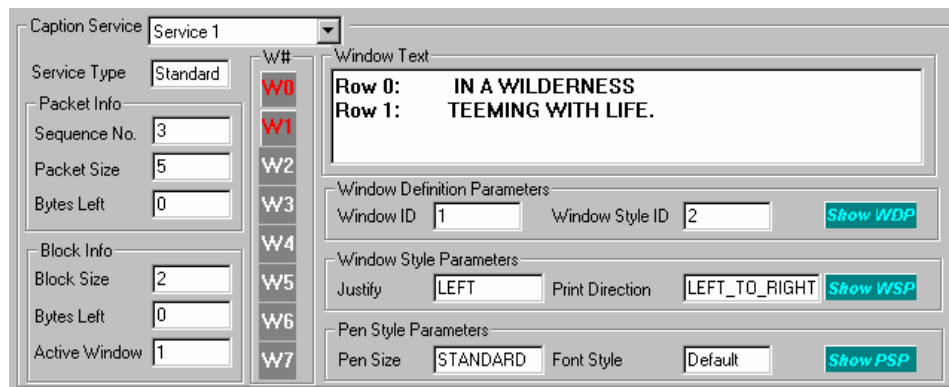 Caption Service Service 1
Service Type Standard
Packet Info
Sequence No. 3
Packet Size 5
Bytes Left 0
Block Info
Block Size 2
Bytes Left 0
Active Window 1
W#
W0
W1
W2
W3
W4
W5
W6
W7
Window Text
Row 0: IN A WILDERNESS
Row 1: TEEMING WITH LIFE.
Window Definition Parameters
Window ID 1 Window Style ID 2 Show WDP
Window Style Parameters
Justify LEFT Print Direction LEFT_TO_RIGHT Show WSP
Pen Style Parameters
Pen Size STANDARD Font Style Default Show PSP